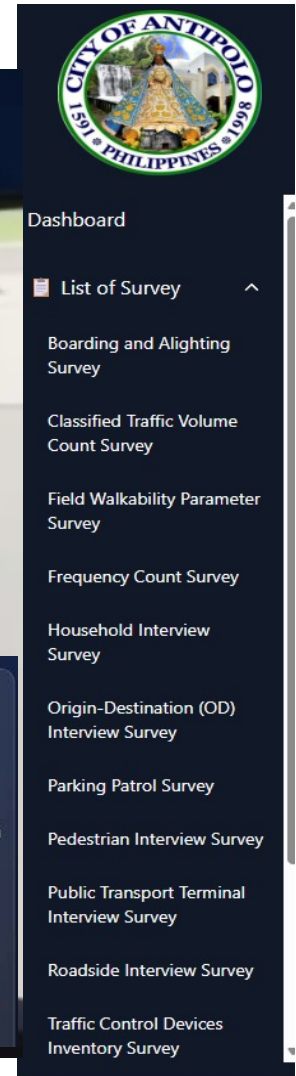 CITY OF ANTIPOLO
1591 * PHILIPPINES * 1998
Dashboard
List of Survey
Boarding and Alighting
Survey
Classified Traffic Volume
Count Survey
Field Walkability Parameter
Survey
Frequency Count Survey
Household Interview
Survey
Origin-Destination (OD)
Interview Survey
Parking Patrol Survey
Pedestrian Interview Survey
Public Transport Terminal
Interview Survey
Roadside Interview Survey
Traffic Control Devices
Inventory Survey